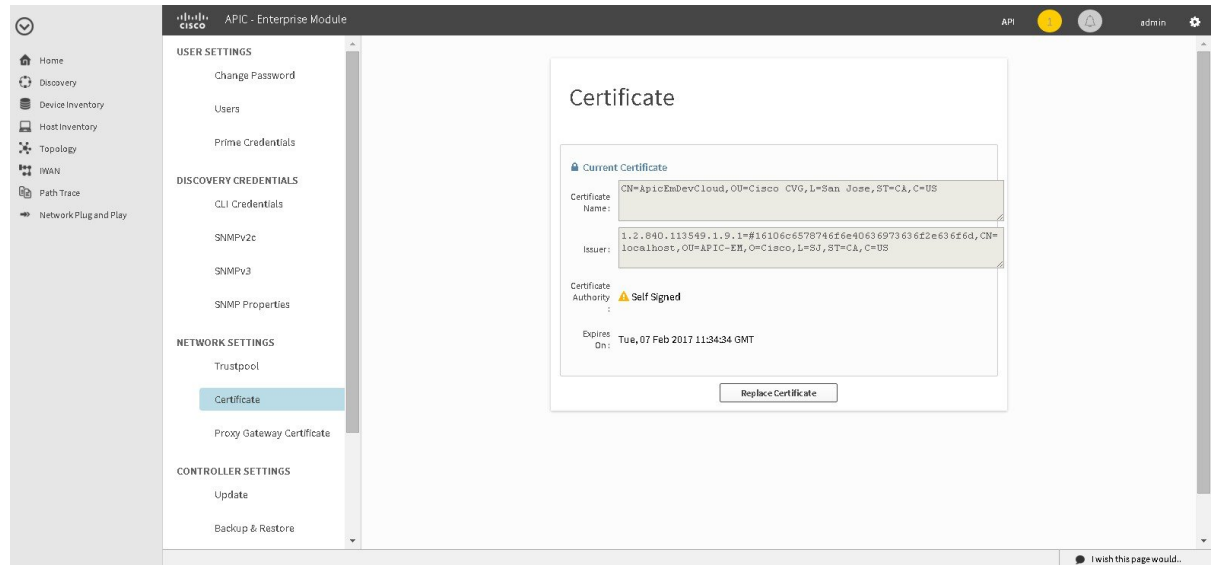 CISCO
APIC - Enterprise Module
API
1
admin
Home
Discovery
Device Inventory
Host Inventory
Topology
IWAN
Path Trace
Network Plug and Play
USER SETTINGS
Change Password
Users
Prime Credentials
DISCOVERY CREDENTIALS
CLI Credentials
SNMPv2c
SNMPv3
SNMP Properties
NETWORK SETTINGS
Trustpool
Certificate
Proxy Gateway Certificate
CONTROLLER SETTINGS
Update
Backup & Restore
Certificate
Current Certificate
Certificate
Name:
CN=ApicEmDevCloud,OU=Cisco CVG,L=San Jose,ST=CA,C=US
Issuer:
1.2.840.113549.1.9.1=#16106c6578746f6e40636973636f2e636f6d,CN=
localhost,OU=APIC-EM,O=Cisco,L=SJ,ST=CA,C=US
Certificate
Authority
:
Self Signed
Expires
On:
Tue, 07 Feb 2017 11:34:34 GMT
Replace Certificate
I wish this page would..